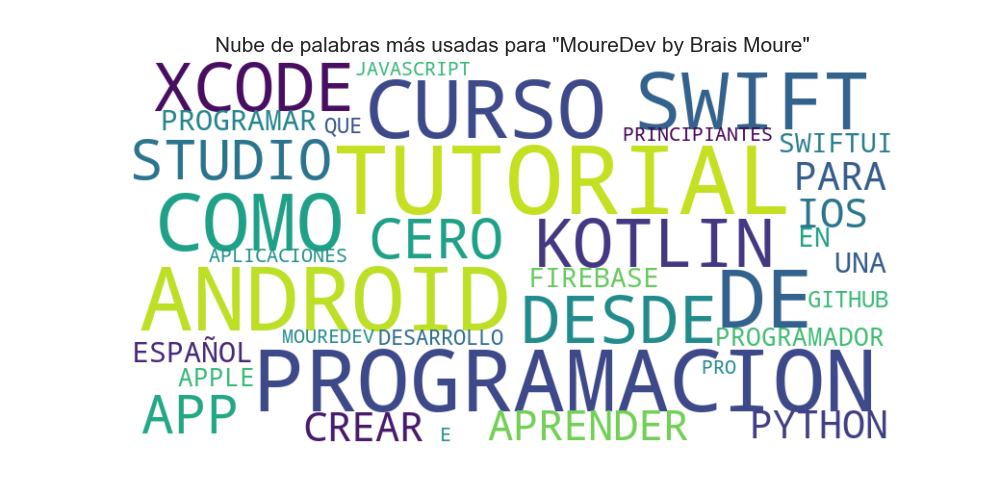 Nube de palabras más usadas para "MoureDev by Brais Moure"
XCODE
JAVASCRIPT
CURSO
SWIFT
PROGRAMAR
QUE
PRINCIPIANTES
SWIFTUI
STUDIO
TUTORIAL
PARA
COMO
CERO
KOTLIN
IOS
EN
APLICACIONES
UNA
ANDROID
FIREBASE
DESDE
DE
GITHUB
ESPAÑOL
MOUREDEV
DESARROLLO
PROGRAMADOR
APPLE
PROGRAMACION
PRO
APP
CREAR
E
APRENDER
PYTHON